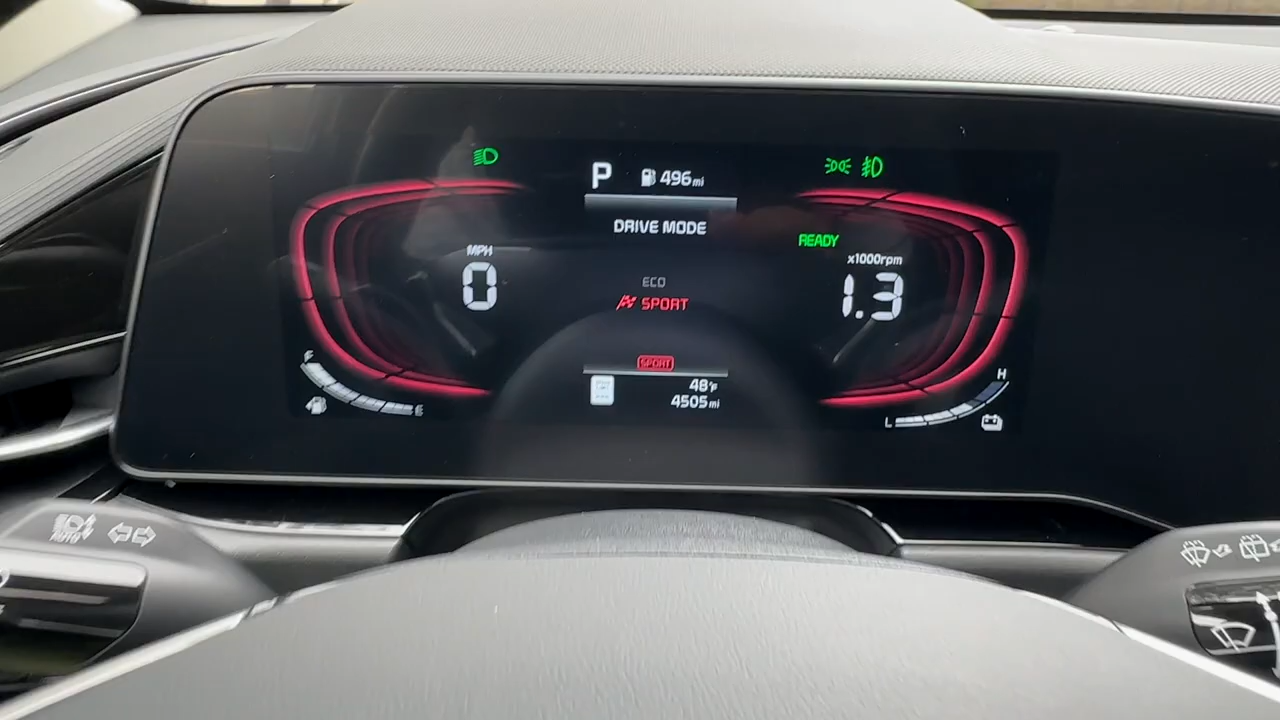 P 496mi
DRIVE MODE
READY
MPH
0
x1000rpm
1.3
ECO
SPORT
SPORT
48°F
4505mi
F
E
H
L
AUTO